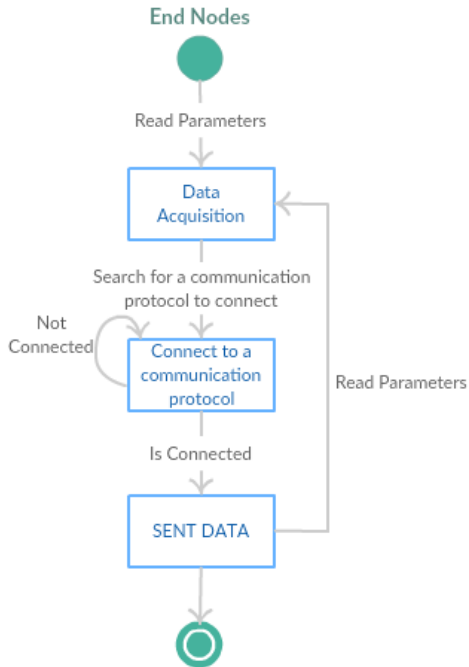 End Nodes
Read Parameters
Data
Acquisition
Search for a communication
protocol to connect
Not
Connected
Connect to a
communication
protocol
Read Parameters
Is Connected
SENT DATA